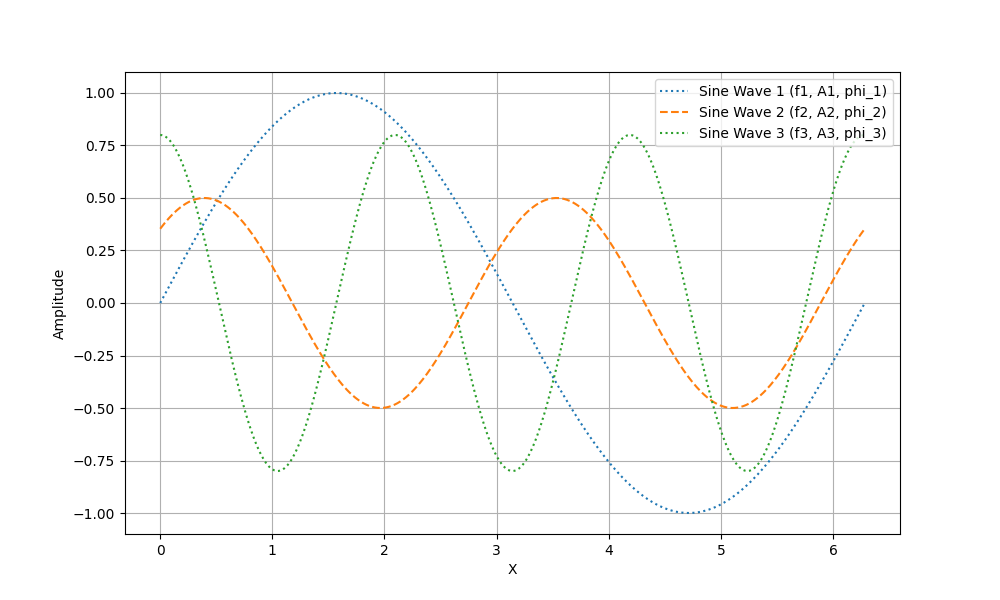 Sine Wave 1 (f1, A1, phi_1)
Sine Wave 2 (f2, A2, phi_2)
Sine Wave 3 (f3, A3, phi_3)
1.00
0.75
0.50
0.25
0.00
−0.25
−0.50
−0.75
−1.00
Amplitude
0 1 2 3 4 5 6
X